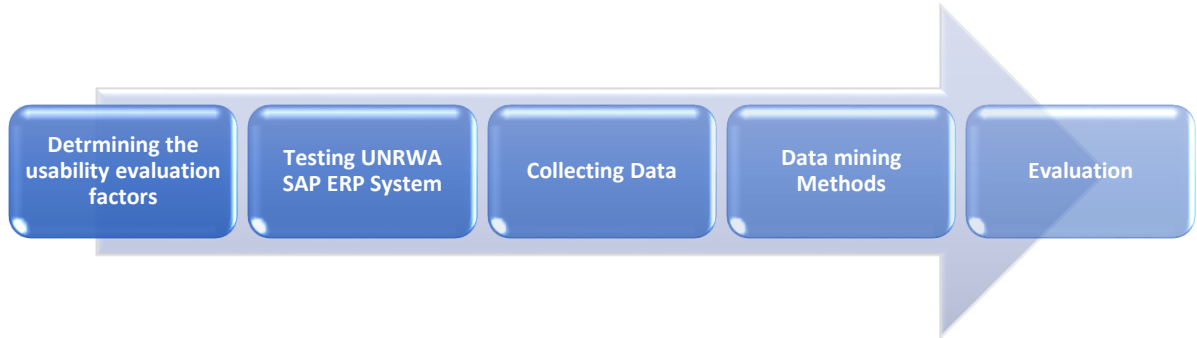 Detrmining the
usability evaluation
factors
Testing UNRWA
SAP ERP System
Collecting Data
Data mining
Methods
Evaluation